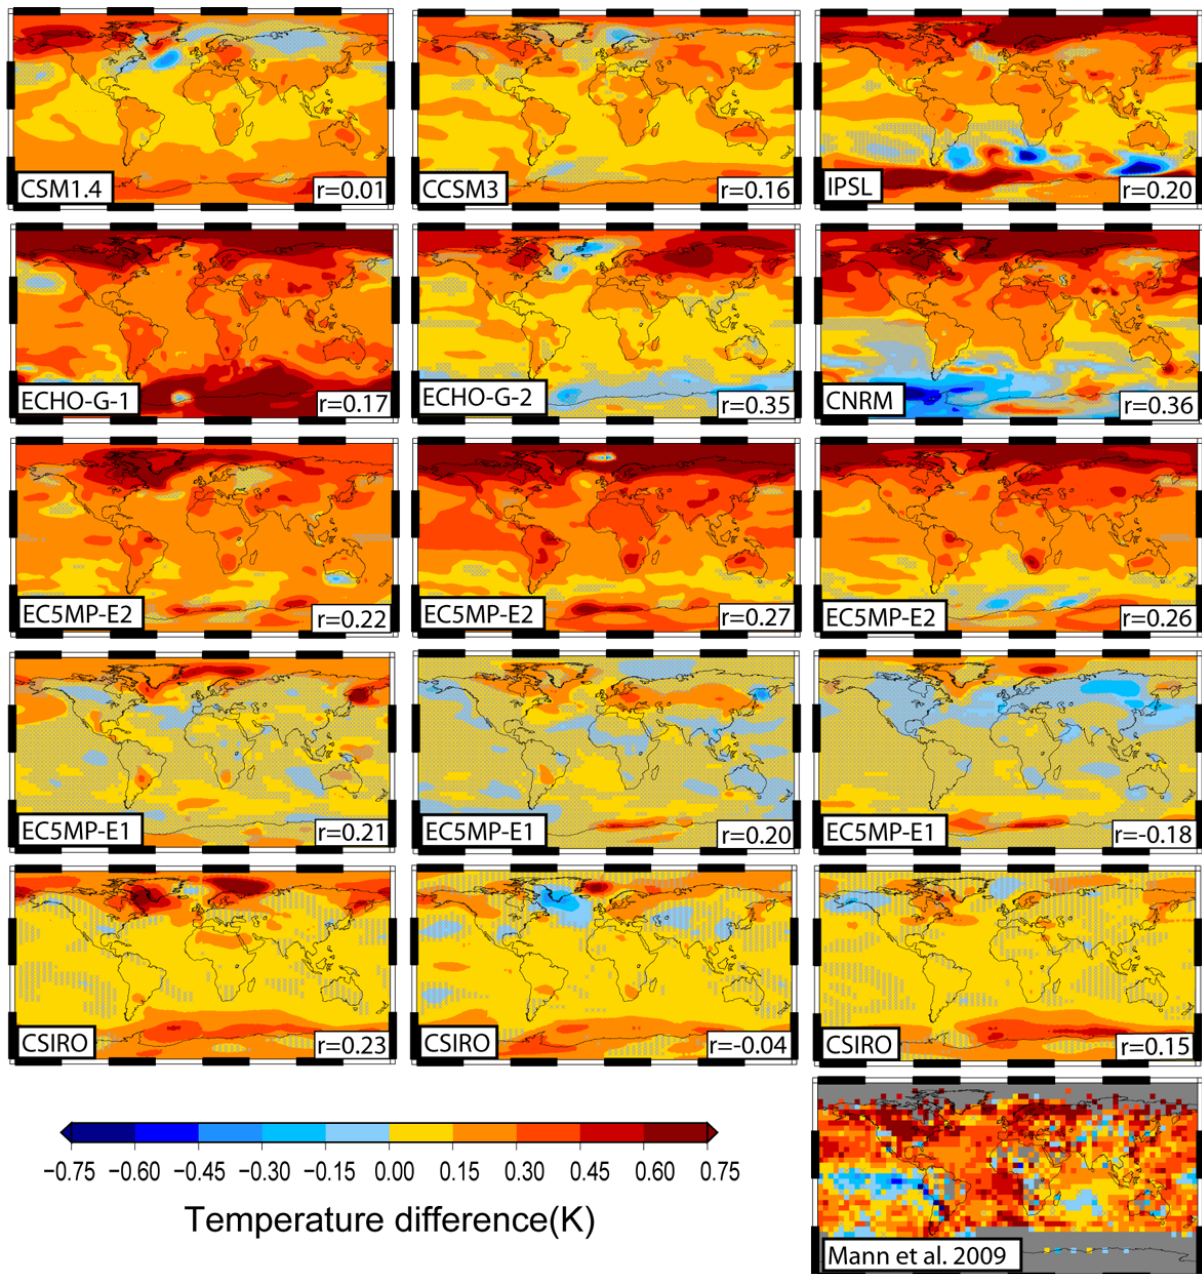 CSM1.4
r=0.01
CCSM3
r=0.16
IPSL
r=0.20
ECHO-G-1
r=0.17
ECHO-G-2
r=0.35
CNRM
r=0.36
EC5MP-E2
r=0.22
EC5MP-E2
r=0.27
EC5MP-E2
r=0.26
EC5MP-E1
r=0.21
EC5MP-E1
r=0.20
EC5MP-E1
r=-0.18
CSIRO
r=0.23
CSIRO
r=-0.04
CSIRO
r=0.15
−0.75 −0.60 −0.45 −0.30 −0.15 0.00 0.15 0.30 0.45 0.60 0.75
Temperature difference(K)
Mann et al. 2009